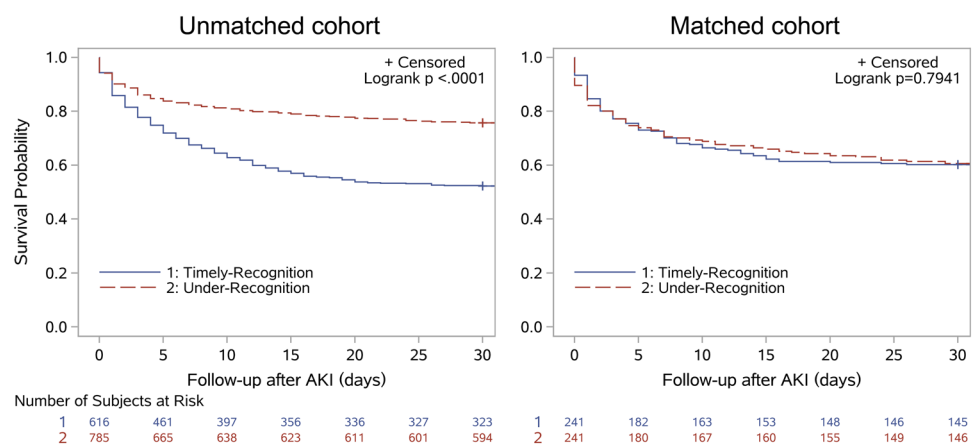 Unmatched cohort
Matched cohort
+ Censored
Logrank p <.0001
+ Censored
Logrank p=0.7941
Survival Probability
1.0
0.8
0.6
0.4
0.2
0.0
1: Timely-Recognition
2: Under-Recognition
0 5 10 15 20 25 30
Follow-up after AKI (days)
1.0
0.8
0.6
0.4
0.2
0.0
1: Timely-Recognition
2: Under-Recognition
0 5 10 15 20 25 30
Follow-up after AKI (days)
Number of Subjects at Risk
1 616 461 397 356 336 327 323
2 785 665 638 623 611 601 594
1 241 182 163 153 148 146 145
2 241 180 167 160 155 149 146